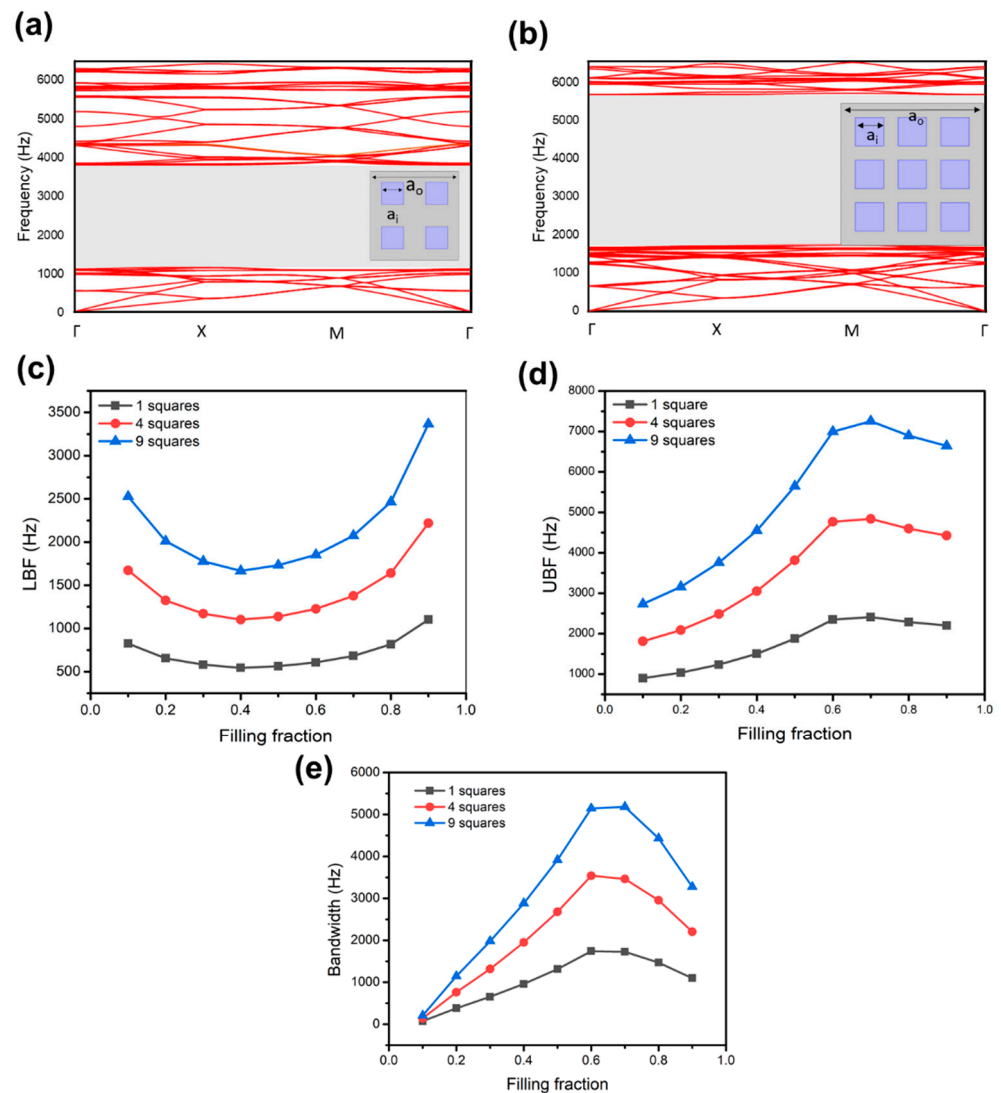 (a)
Frequency (Hz)
6000
5000
4000
3000
2000
1000
0
Γ X M Γ
ao
ai
(b)
Frequency (Hz)
6000
5000
4000
3000
2000
1000
0
Γ X M Γ
ao
ai
(c)
LBF (Hz)
3500
3000
2500
2000
1500
1000
500
1 squares
4 squares
9 squares
0.0 0.2 0.4 0.6 0.8 1.0
Filling fraction
(d)
UBF (Hz)
8000
7000
6000
5000
4000
3000
2000
1000
1 square
4 squares
9 squares
0.0 0.2 0.4 0.6 0.8 1.0
Filling fraction
(e)
Bandwidth (Hz)
6000
5000
4000
3000
2000
1000
0
1 squares
4 squares
9 squares
0.0 0.2 0.4 0.6 0.8 1.0
Filling fraction